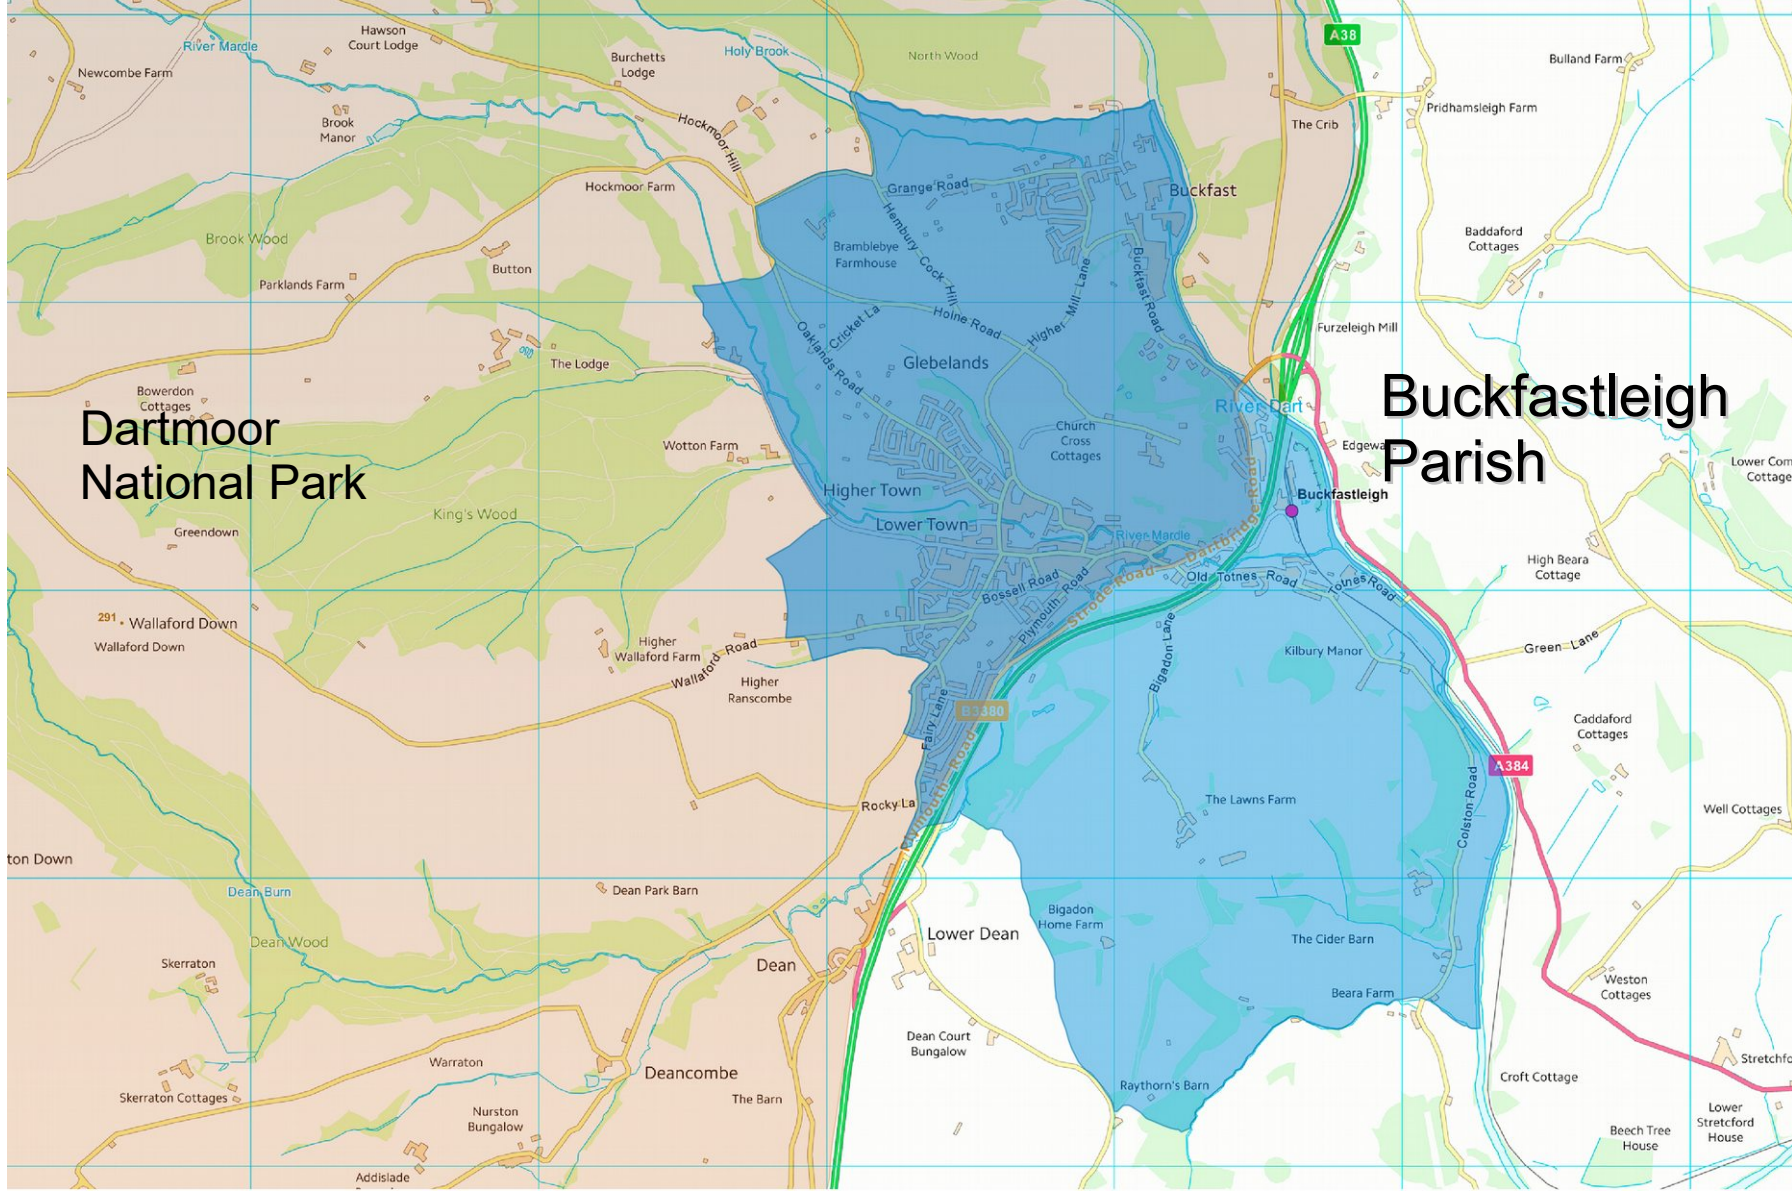 Hawson
Court Lodge
River Mardle
Newcombe Farm
Burchetts
Lodge
Holy Brook
North Wood
A38
Bulland Farm
Pridhamsleigh Farm
Brook
Manor
Hockmoor Hill
The Crib
Hockmoor Farm
Grange Road
Buckfast
Brook Wood
Hembury Cock Hill
Bramblebye
Farmhouse
Buckfast Road
Baddaford
Cottages
Button
Parklands Farm
Higher Mill Lane
Cricket La
Holne Road
Oaklands Road
Furzeleigh Mill
The Lodge
Glebelands
Bowerdon
Cottages
River Dart
Buckfastleigh
Parish
Dartmoor
National Park
Church
Cross
Cottages
Wotton Farm
Edgewa
Lower Com
Cottage
Higher Town
Buckfastleigh
King's Wood
Lower Town
Greendown
River Mardle
Dartbridge Road
High Beara
Cottage
Bossell Road
Strode Road
Old Totnes Road
Totnes Road
Plymouth Road
291
Wallaford Down
Wallaford Down
Higher
Wallaford Farm
Wallaford Road
Bigadon Lane
Kilbury Manor
Green Lane
Higher
Ranscombe
Fairy Lane
B3380
Caddaford
Cottages
A384
Rocky La
Plymouth Road
The Lawns Farm
Colston Road
Well Cottages
ton Down
Dean Burn
Dean Park Barn
Bigadon
Home Farm
Lower Dean
Dean Wood
The Cider Barn
Skerraton
Dean
Weston
Cottages
Beara Farm
Dean Court
Bungalow
Warraton
Deancombe
Raythorn's Barn
Croft Cottage
Stretchfo
Skerraton Cottages
The Barn
Nurston
Bungalow
Lower
Stretcford
House
Beech Tree
House
Addislade